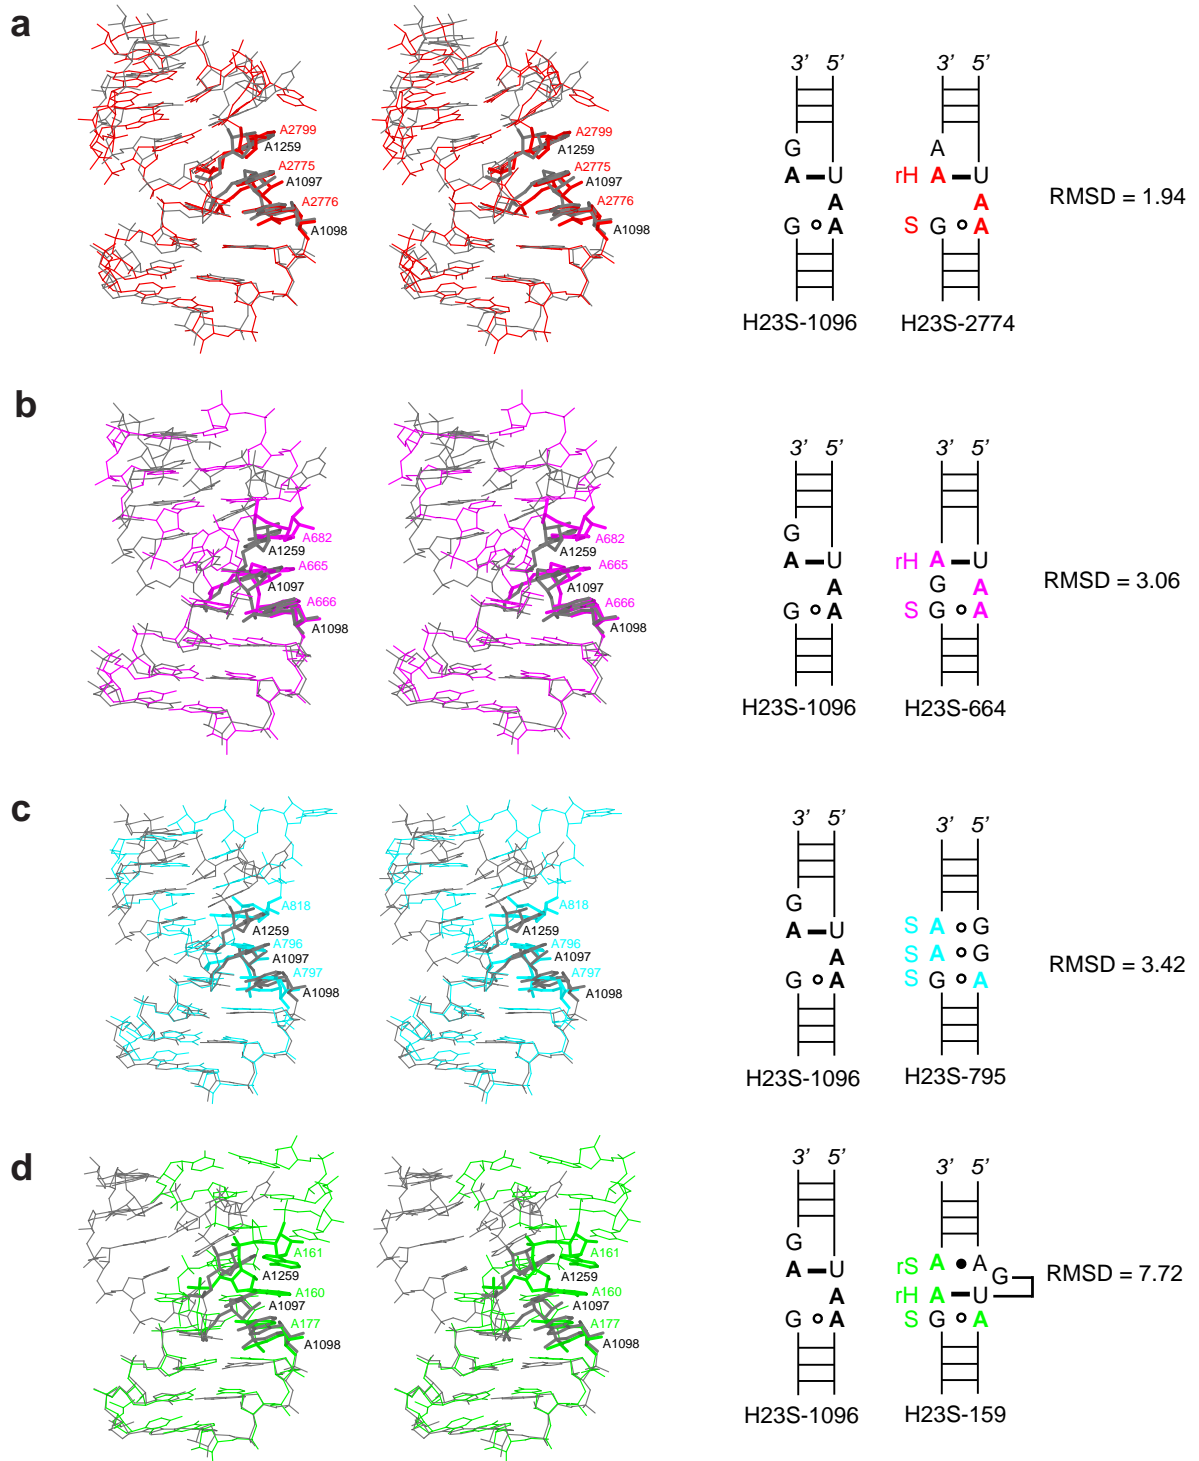 a
A2799
A1259
A2775
A1097
A2776
A1098
A2799
A1259
A2775
A1097
A2776
A1098
3’ 5’
G
A U
A
G A
H23S-1096
3’ 5’
A
rH A U
A
S G A
H23S-2774
RMSD = 1.94
b
A682
A1259
A665
A1097
A666
A1098
A682
A1259
A665
A1097
A666
A1098
3’ 5’
G
A U
A
G A
H23S-1096
3’ 5’
rH A U
G A
S G A
H23S-664
RMSD = 3.06
c
A818
A1259
A796
A1097
A797
A1098
A818
A1259
A796
A1097
A797
A1098
3’ 5’
G
A U
A
G A
H23S-1096
3’ 5’
S A G
S A G
S G A
H23S-795
RMSD = 3.42
d
A161
A1259
A160
A1097
A177
A1098
A161
A1259
A160
A1097
A177
A1098
3’ 5’
G
A U
A
G A
H23S-1096
3’ 5’
rS A A
G
rH A U
S G A
H23S-159
RMSD = 7.72